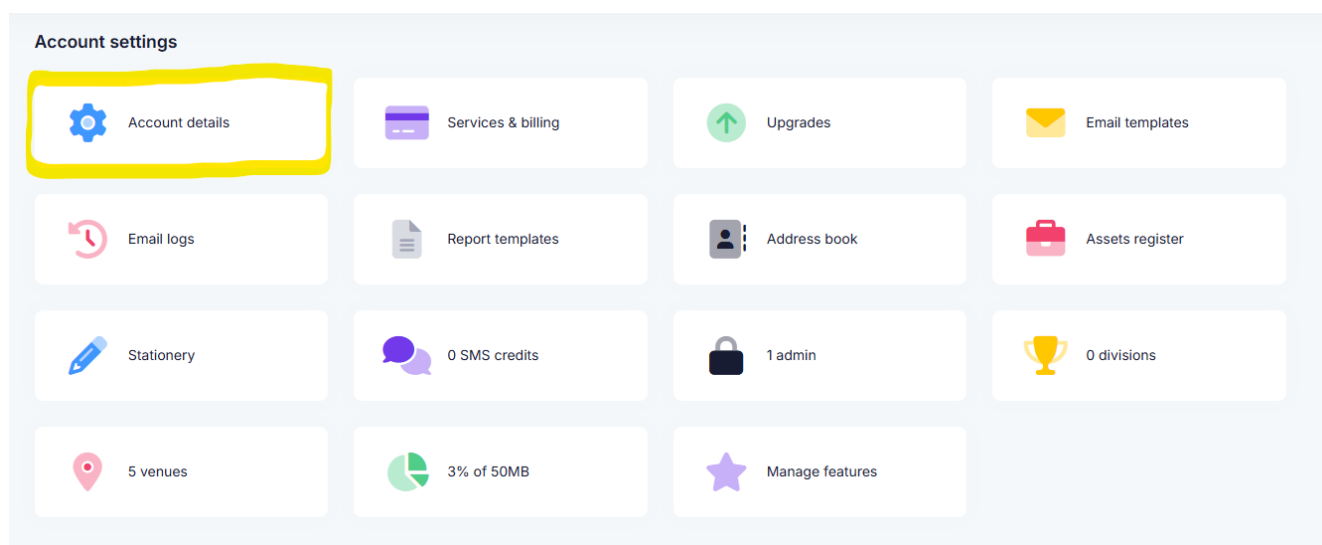 Account settings
Account details
Services & billing
Upgrades
Email templates
Email logs
Report templates
Address book
Assets register
Stationery
0 SMS credits
1 admin
0 divisions
5 venues
3% of 50MB
Manage features